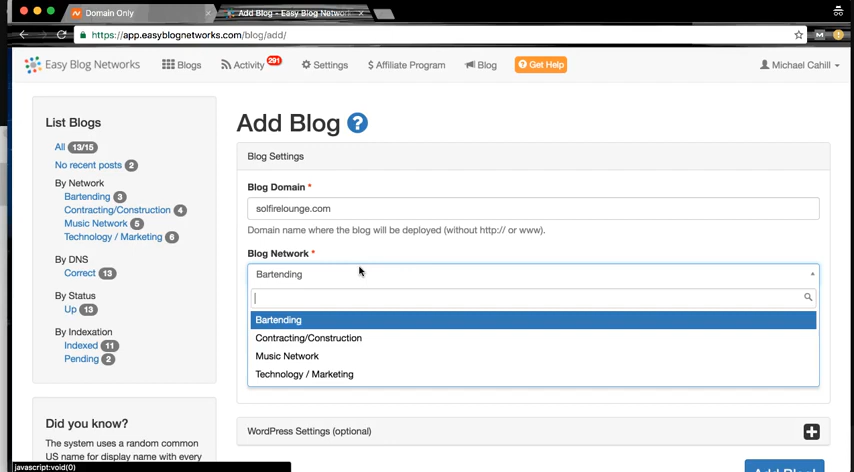 Domain Only
Add Blog - Easy Blog Network
https://app.easyblognetworks.com/blog/add/
Easy Blog Networks
Blogs
Activity 291
Settings
$ Affiliate Program
Blog
Get Help
Michael Cahill
List Blogs
All 13/15
No recent posts 2
By Network
Bartending 3
Contracting/Construction 4
Music Network 5
Technology / Marketing 6
By DNS
Correct 13
By Status
Up 13
By Indexation
Indexed 11
Pending 2
Did you know?
The system uses a random common
US name for display name with every
javascript:void(0)
Add Blog ?
Blog Settings
Blog Domain *
solfirelounge.com
Domain name where the blog will be deployed (without http:// or www).
Blog Network *
Bartending
Bartending
Contracting/Construction
Music Network
Technology / Marketing
WordPress Settings (optional)
Add Blog